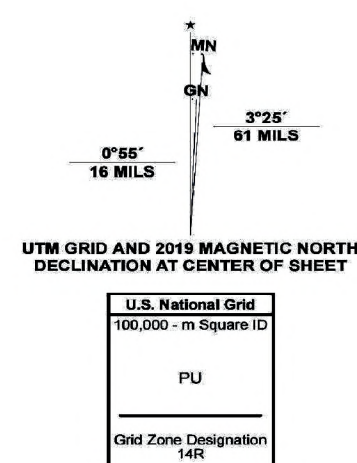 MN
GN
3°25´
61 MILS
0°55´
16 MILS
UTM GRID AND 2019 MAGNETIC NORTH
DECLINATION AT CENTER OF SHEET
U.S. National Grid
100,000 - m Square ID
PU
Grid Zone Designation
14R